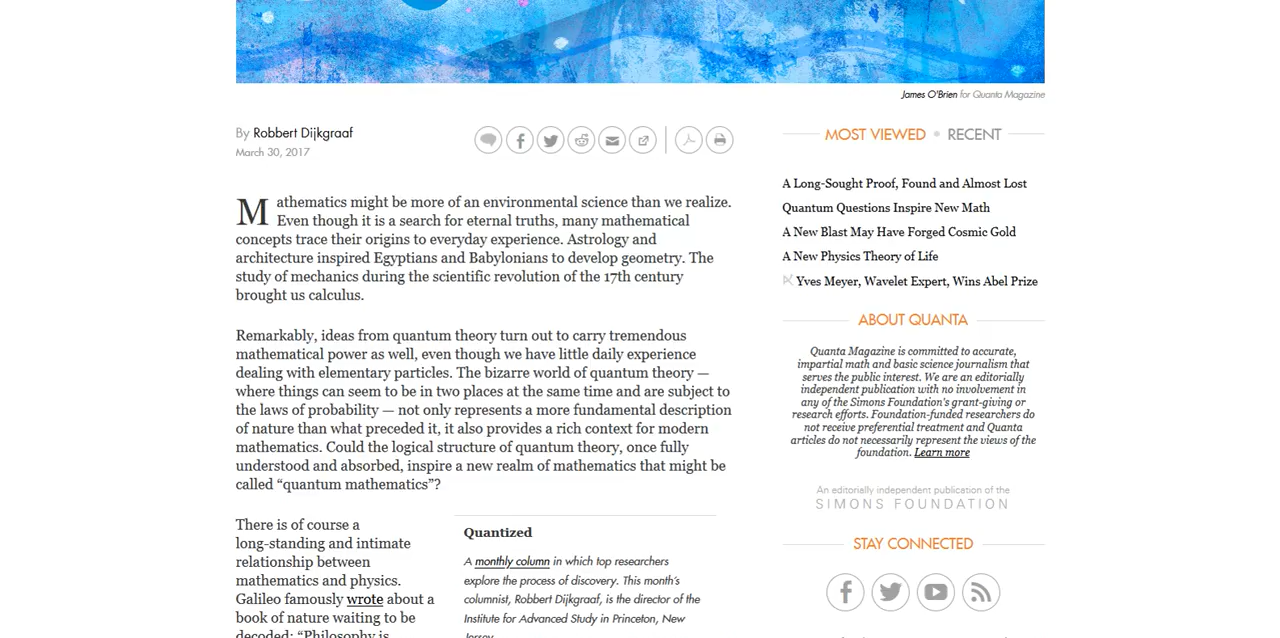 James O'Brien for Quanta Magazine
By Robbert Dijkgraaf
March 30, 2017
Mathematics might be more of an environmental science than we realize.
Even though it is a search for eternal truths, many mathematical
concepts trace their origins to everyday experience. Astrology and
architecture inspired Egyptians and Babylonians to develop geometry. The
study of mechanics during the scientific revolution of the 17th century
brought us calculus.
Remarkably, ideas from quantum theory turn out to carry tremendous
mathematical power as well, even though we have little daily experience
dealing with elementary particles. The bizarre world of quantum theory —
where things can seem to be in two places at the same time and are subject to
the laws of probability — not only represents a more fundamental description
of nature than what preceded it, it also provides a rich context for modern
mathematics. Could the logical structure of quantum theory, once fully
understood and absorbed, inspire a new realm of mathematics that might be
called “quantum mathematics”?
There is of course a
long-standing and intimate
relationship between
mathematics and physics.
Galileo famously wrote about a
book of nature waiting to be
decoded: “Philosophy is
Quantized
A monthly column in which top researchers
explore the process of discovery. This month’s
columnist, Robbert Dijkgraaf, is the director of the
Institute for Advanced Study in Princeton, New
Jersey.
MOST VIEWED • RECENT
A Long-Sought Proof, Found and Almost Lost
Quantum Questions Inspire New Math
A New Blast May Have Forged Cosmic Gold
A New Physics Theory of Life
Yves Meyer, Wavelet Expert, Wins Abel Prize
ABOUT QUANTA
Quanta Magazine is committed to accurate,
impartial math and basic science journalism that
serves the public interest. We are an editorially
independent publication with no involvement in
any of the Simons Foundation's grant-giving or
research efforts. Foundation-funded researchers do
not receive preferential treatment and Quanta
articles do not necessarily represent the views of the
foundation. Learn more
An editorially independent publication of the
SIMONS FOUNDATION
STAY CONNECTED